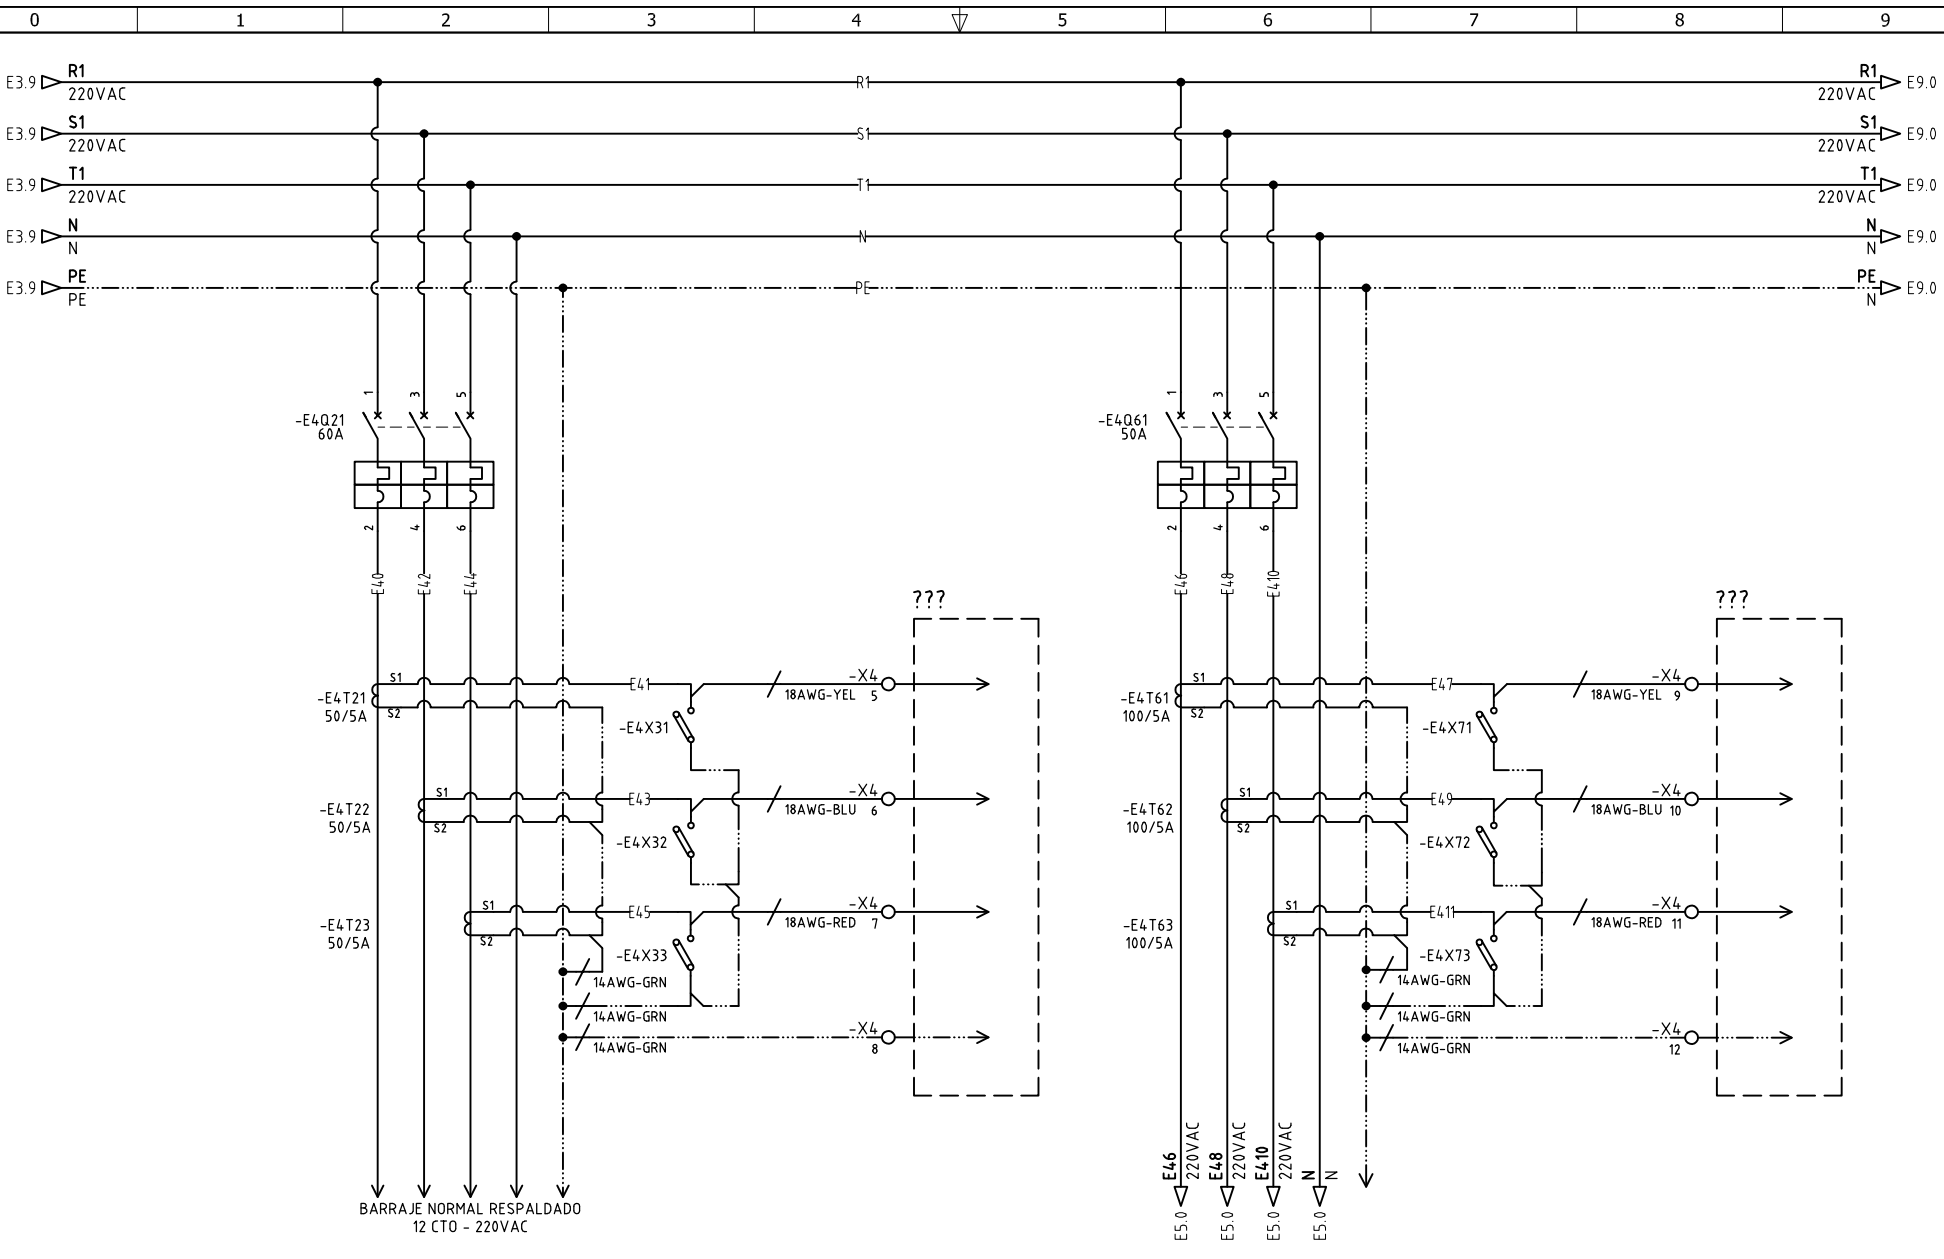 0 1 2 3 4 5 6 7 8 9
E3.9 R1 R1 R1 E9.0
220VAC 220VAC
E3.9 S1 S1 S1 E9.0
220VAC 220VAC
E3.9 T1 T1 T1 E9.0
220VAC 220VAC
E3.9 N N N E9.0
N N
E3.9 PE PE PE E9.0
PE N
1 3 5
-E4Q21
60A
2 4 6
E40 E42 E44
1 3 5
-E4Q61
50A
2 4 6
E46 E48 E410
???
S1 E41 -X4
-E4T21 18AWG-YEL 5
50/5A S2
-E4X31
S1 E43 -X4
-E4T22 18AWG-BLU 6
50/5A S2
-E4X32
S1 E45 -X4
-E4T23 18AWG-RED 7
50/5A S2
-E4X33
14AWG-GRN
14AWG-GRN
-X4
14AWG-GRN 8
BARRAJE NORMAL RESPALDADO
12 CTO - 220VAC
???
S1 E47 -X4
-E4T61 18AWG-YEL 9
100/5A S2
-E4X71
S1 E49 -X4
-E4T62 18AWG-BLU 10
100/5A S2
-E4X72
S1 E411 -X4
-E4T63 18AWG-RED 11
100/5A S2
-E4X73
14AWG-GRN
14AWG-GRN
-X4
14AWG-GRN 12
E46
220VAC
E48
220VAC
E410
220VAC
N
N
E5.0 E5.0 E5.0 E5.0